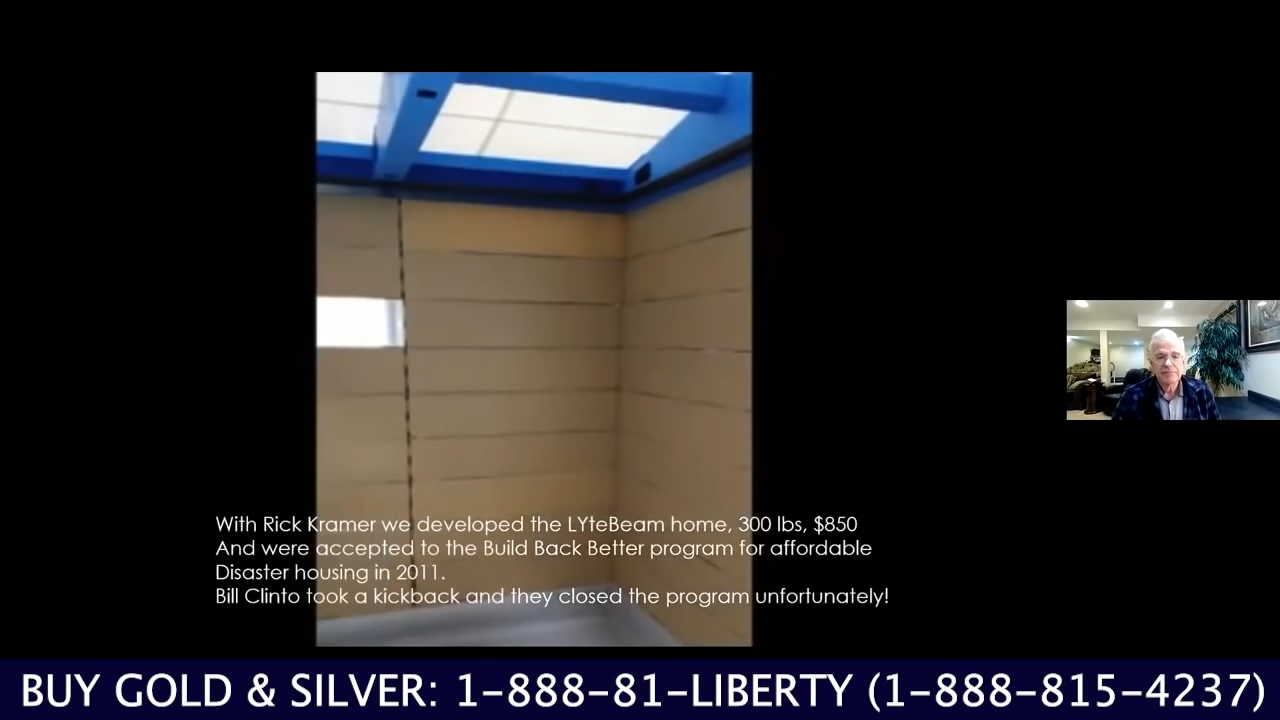 With Rick Kramer we developed the LYteBeam home, 300 lbs, $850
And were accepted to the Build Back Better program for affordable
Disaster housing in 2011.
Bill Clinto took a kickback and they closed the program unfortunately!
BUY GOLD & SILVER: 1-888-81-LIBERTY (1-888-815-4237)